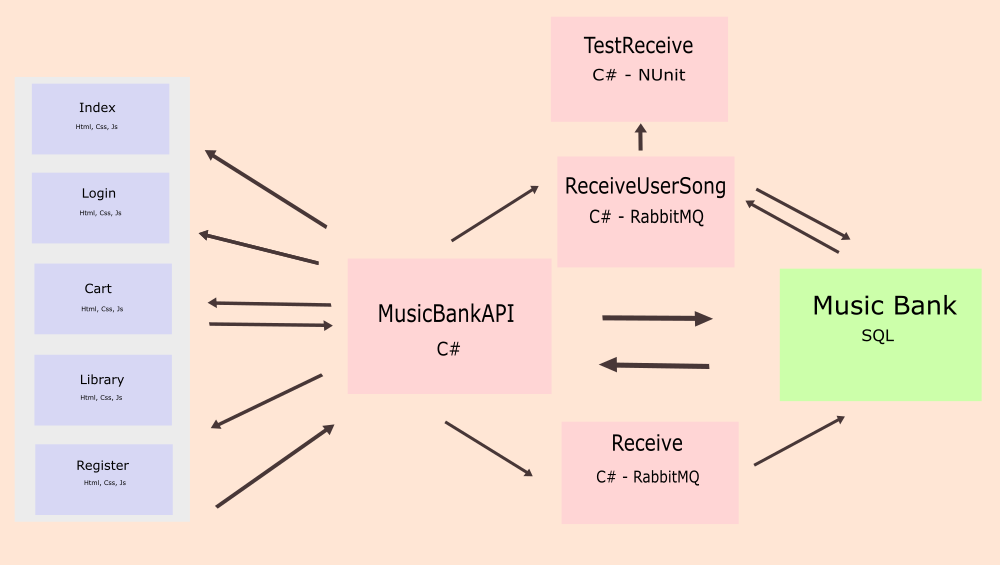 Index
Html, Css, Js
Login
Html, Css, Js
Cart
Html, Css, Js
Library
Html, Css, Js
Register
Html, Css, Js
MusicBankAPI
C#
TestReceive
C# - NUnit
ReceiveUserSong
C# - RabbitMQ
Receive
C# - RabbitMQ
Music Bank
SQL